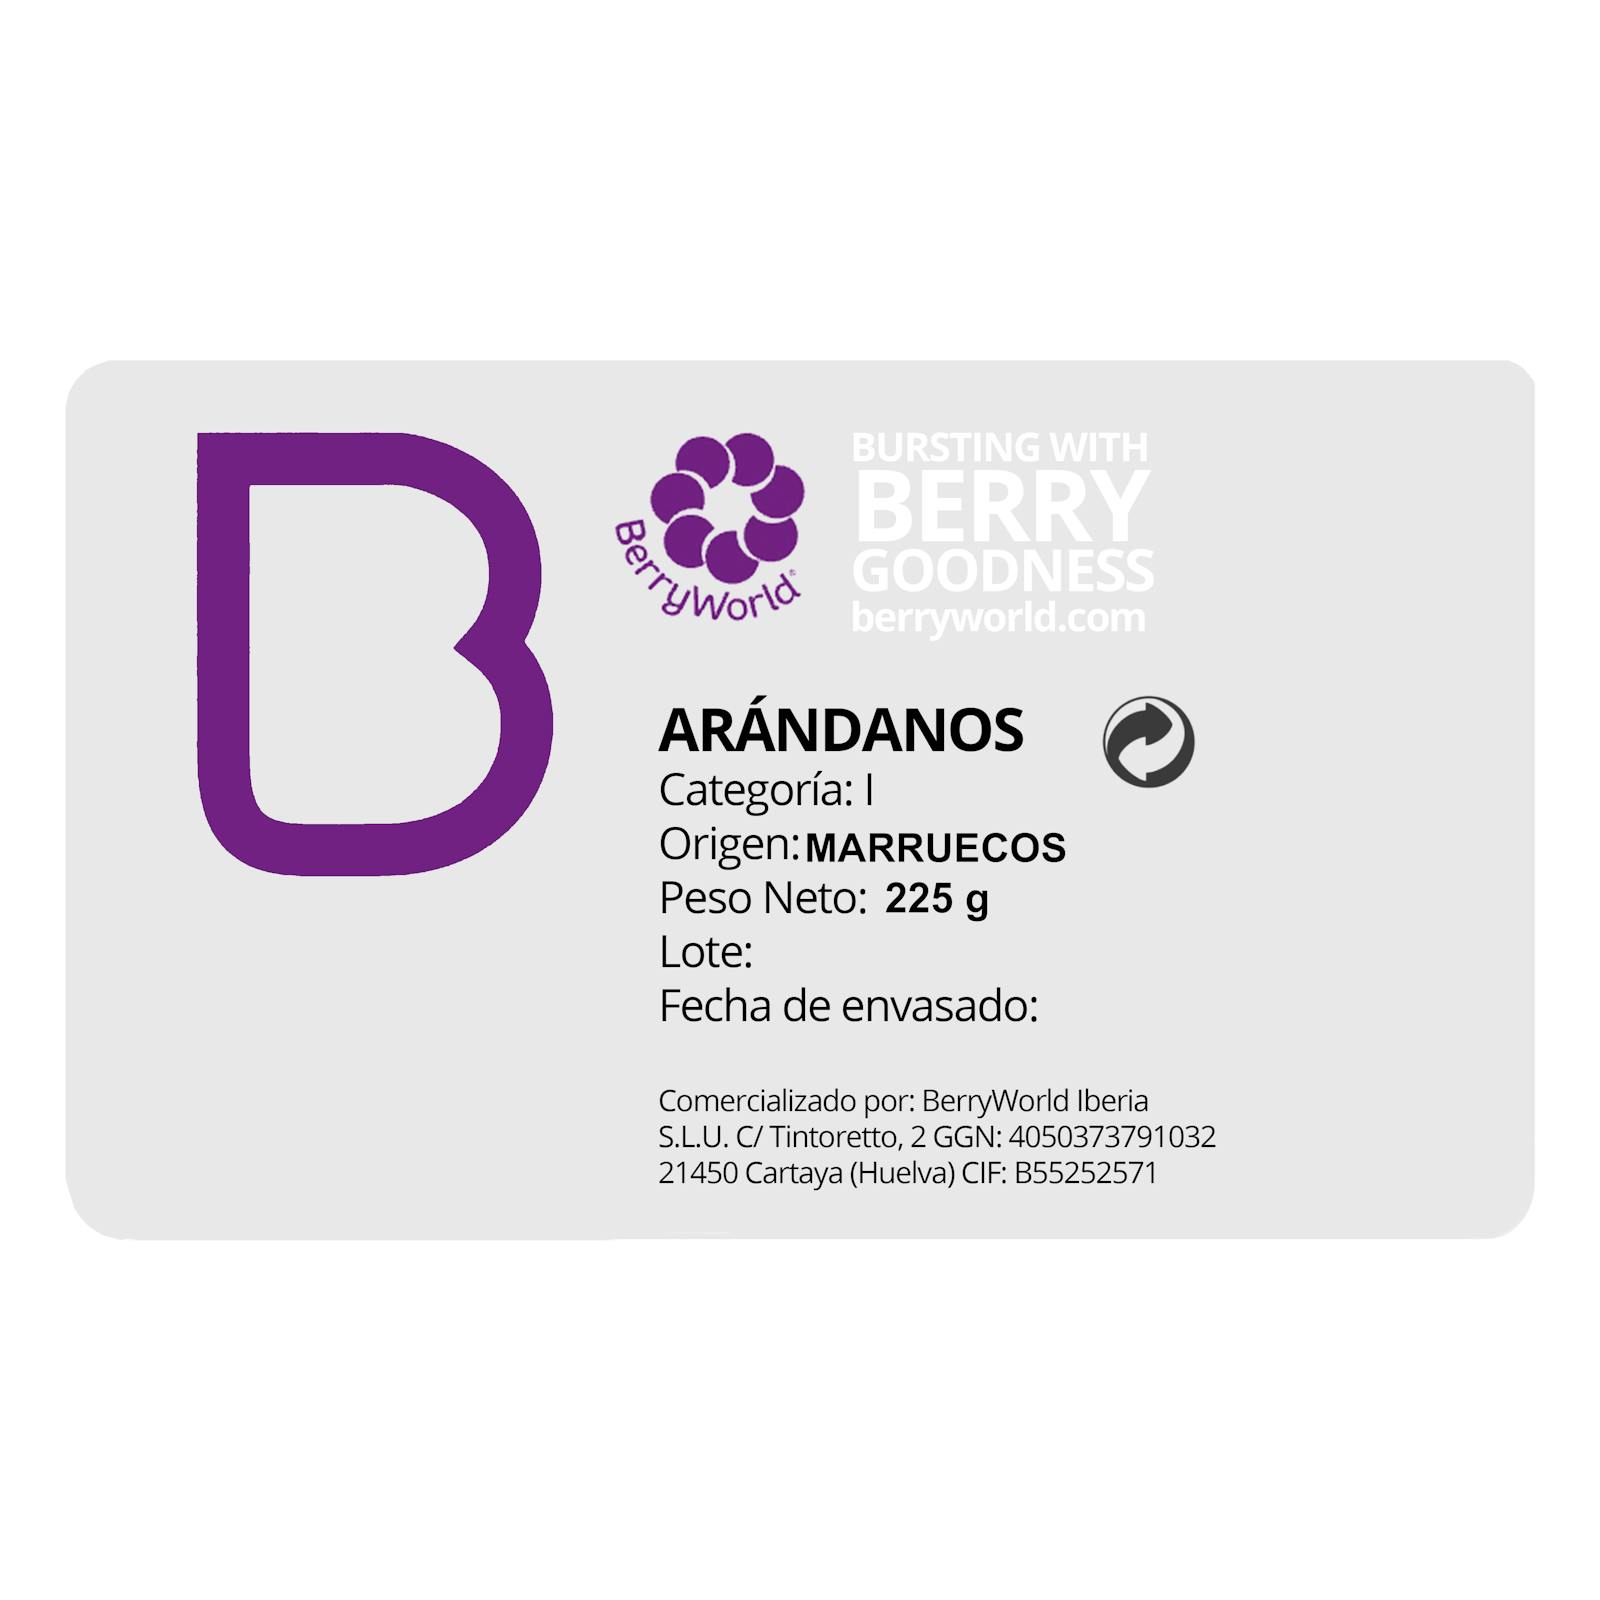 B
BerryWorld®
BURSTING WITH
BERRY
GOODNESS
berryworld.com
ARÁNDANOS
Categoría: I
Origen: MARRUECOS
Peso Neto: 225 g
Lote:
Fecha de envasado:
Comercializado por: BerryWorld Iberia
S.L.U. C/ Tintoretto, 2 GGN: 4050373791032
21450 Cartaya (Huelva) CIF: B55252571